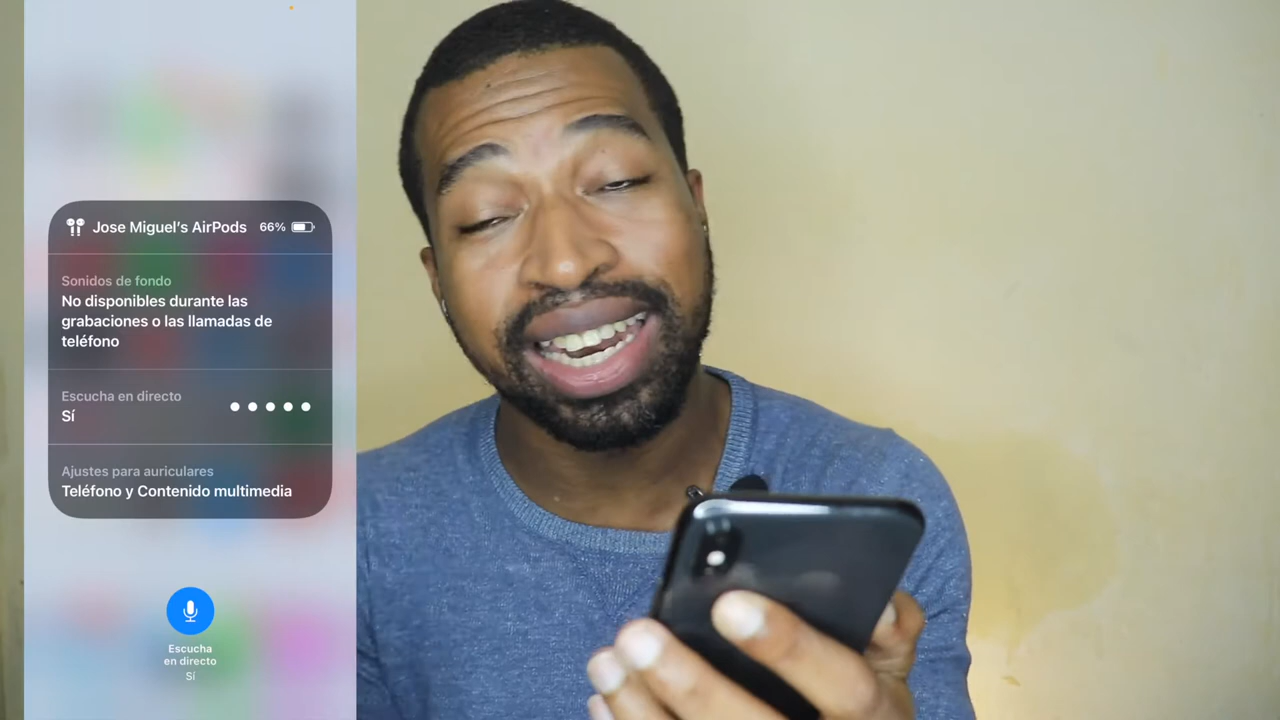 Jose Miguel's AirPods 66%
Sonidos de fondo
No disponibles durante las
grabaciones o las llamadas de
teléfono
Escucha en directo
Sí
Ajustes para auriculares
Teléfono y Contenido multimedia
Escucha
en directo
Sí